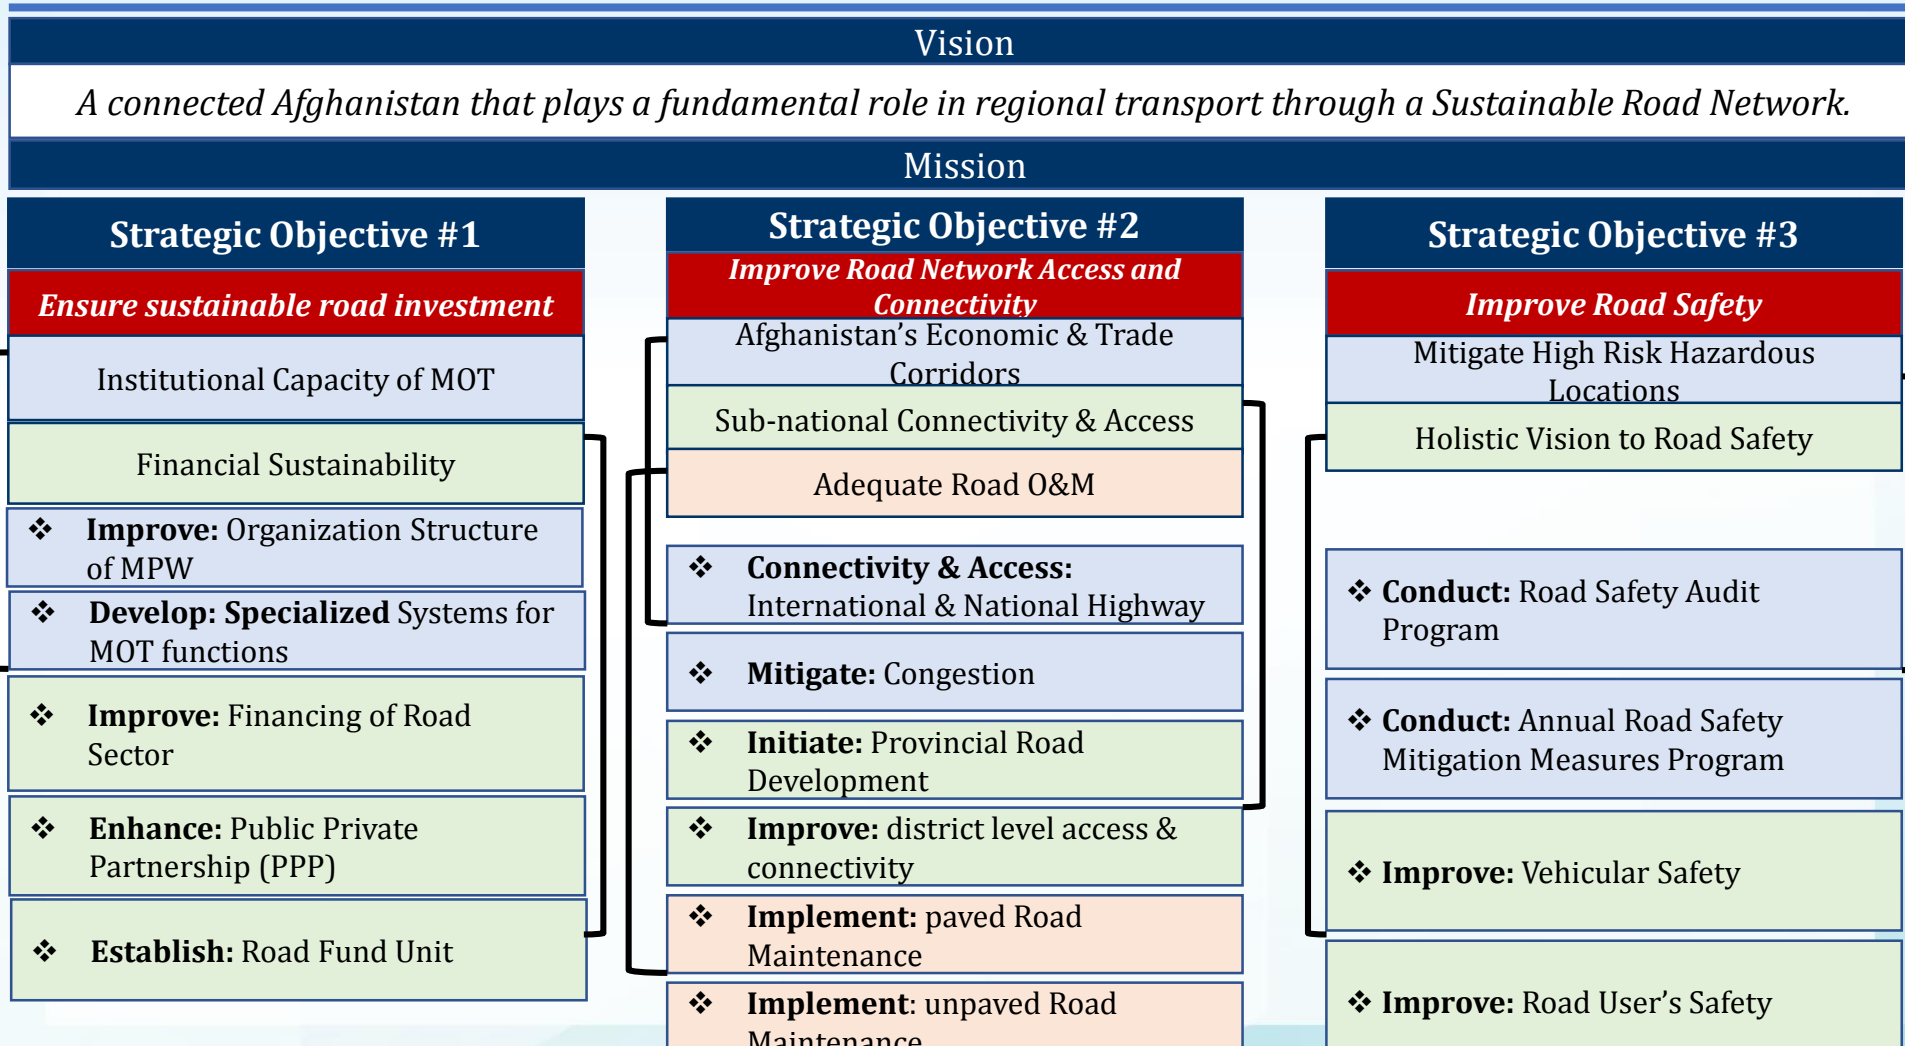 Vision
A connected Afghanistan that plays a fundamental role in regional transport through a Sustainable Road Network.
Mission
Strategic Objective #1
Ensure sustainable road investment
Institutional Capacity of MOT
Financial Sustainability
❖ Improve: Organization Structure
of MPW
❖ Develop: Specialized Systems for
MOT functions
❖ Improve: Financing of Road
Sector
❖ Enhance: Public Private
Partnership (PPP)
❖ Establish: Road Fund Unit
Strategic Objective #2
Improve Road Network Access and
Connectivity
Afghanistan’s Economic & Trade
Corridors
Sub-national Connectivity & Access
Adequate Road O&M
❖ Connectivity & Access:
International & National Highway
❖ Mitigate: Congestion
❖ Initiate: Provincial Road
Development
❖ Improve: district level access &
connectivity
❖ Implement: paved Road
Maintenance
❖ Implement: unpaved Road
Maintenance
Strategic Objective #3
Improve Road Safety
Mitigate High Risk Hazardous
Locations
Holistic Vision to Road Safety
❖ Conduct: Road Safety Audit
Program
❖ Conduct: Annual Road Safety
Mitigation Measures Program
❖ Improve: Vehicular Safety
❖ Improve: Road User’s Safety